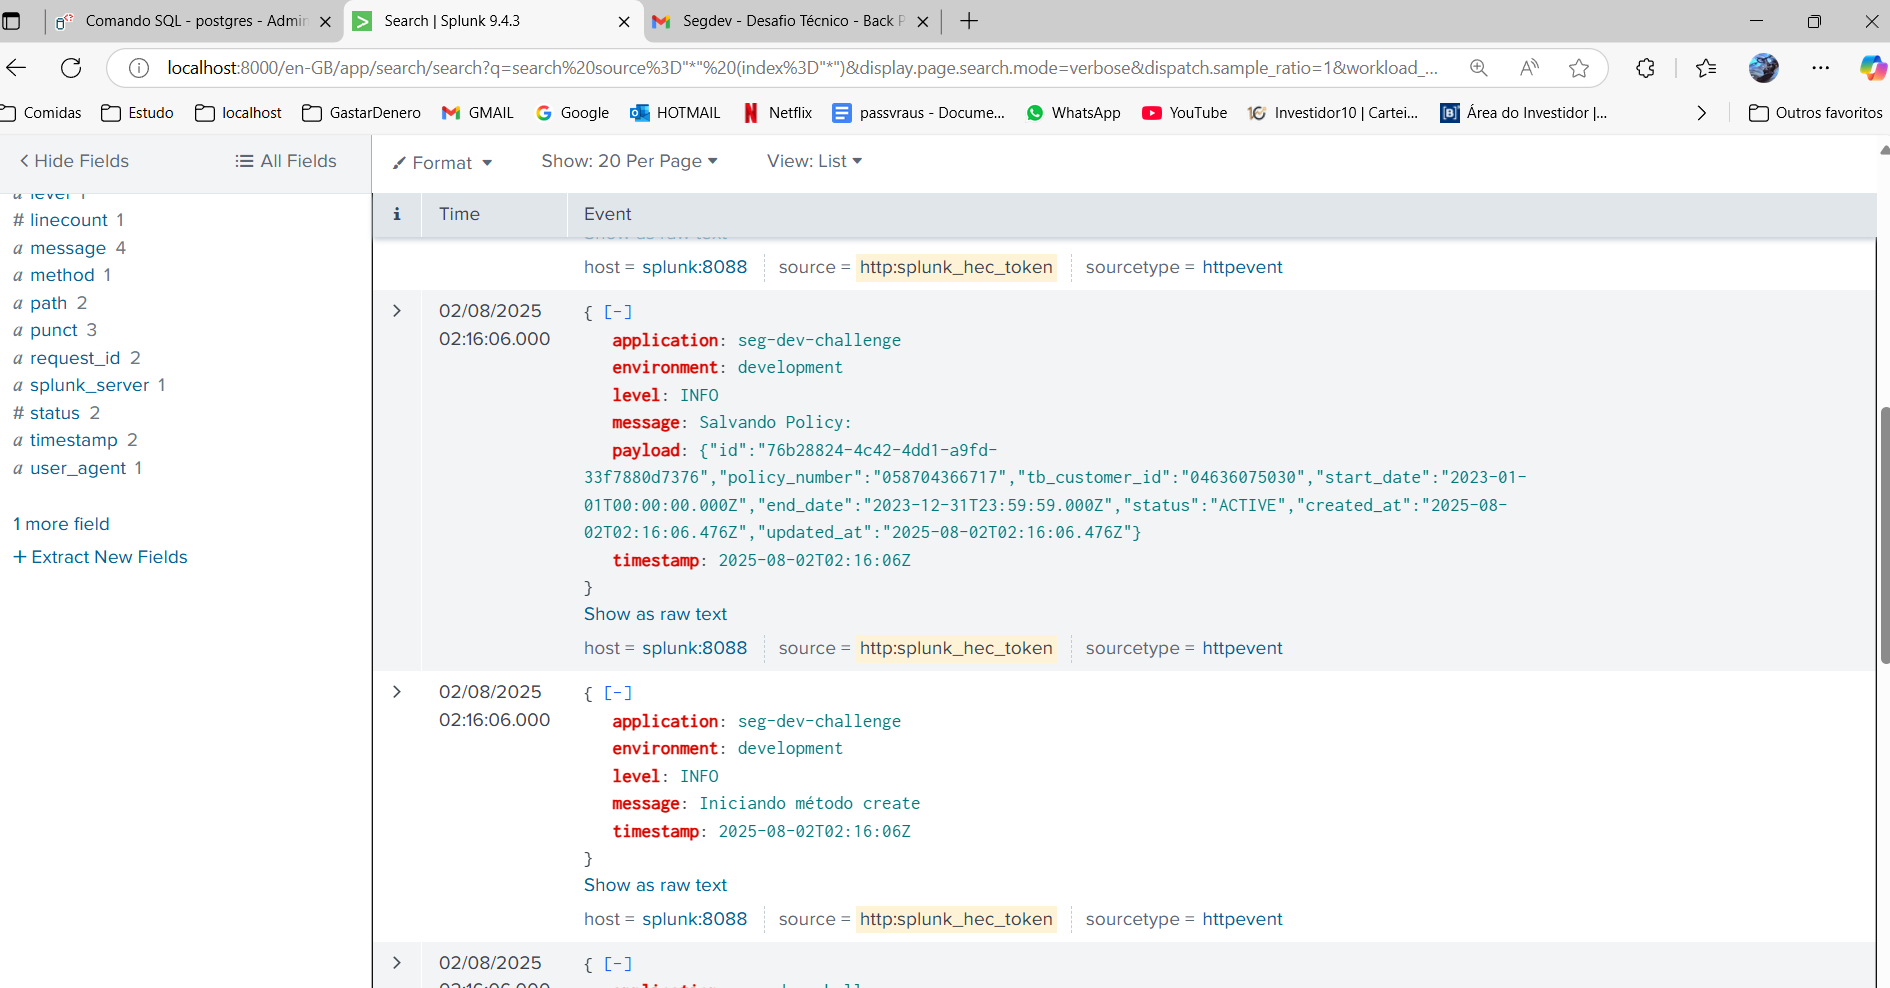 Comando SQL - postgres - Admin
Search | Splunk 9.4.3
Segdev - Desafio Técnico - Back P
localhost:8000/en-GB/app/search/search?q=search%20source%3D"*"%20(index%3D"*")&display.page.search.mode=verbose&dispatch.sample_ratio=1&workload_...
Comidas
Estudo
localhost
GastarDenero
GMAIL
Google
HOTMAIL
Netflix
passvraus - Docume...
WhatsApp
YouTube
Investidor10 | Cartei...
Área do Investidor |...
Outros favoritos
Hide Fields
All Fields
Format
Show: 20 Per Page
View: List
a level 1
# linecount 1
a message 4
a method 1
a path 2
a punct 3
a request_id 2
a splunk_server 1
# status 2
a timestamp 2
a user_agent 1
1 more field
+ Extract New Fields
i
Time
Event
Show as raw text
host = splunk:8088 source = http:splunk_hec_token sourcetype = httpevent
02/08/2025
02:16:06.000
{ [-]
application: seg-dev-challenge
environment: development
level: INFO
message: Salvando Policy:
payload: {"id":"76b28824-4c42-4dd1-a9fd-
33f7880d7376","policy_number":"058704366717","tb_customer_id":"04636075030","start_date":"2023-01-
01T00:00:00.000Z","end_date":"2023-12-31T23:59:59.000Z","status":"ACTIVE","created_at":"2025-08-
02T02:16:06.476Z","updated_at":"2025-08-02T02:16:06.476Z"}
timestamp: 2025-08-02T02:16:06Z
}
Show as raw text
host = splunk:8088 source = http:splunk_hec_token sourcetype = httpevent
02/08/2025
02:16:06.000
{ [-]
application: seg-dev-challenge
environment: development
level: INFO
message: Iniciando método create
timestamp: 2025-08-02T02:16:06Z
}
Show as raw text
host = splunk:8088 source = http:splunk_hec_token sourcetype = httpevent
02/08/2025
{ [-]